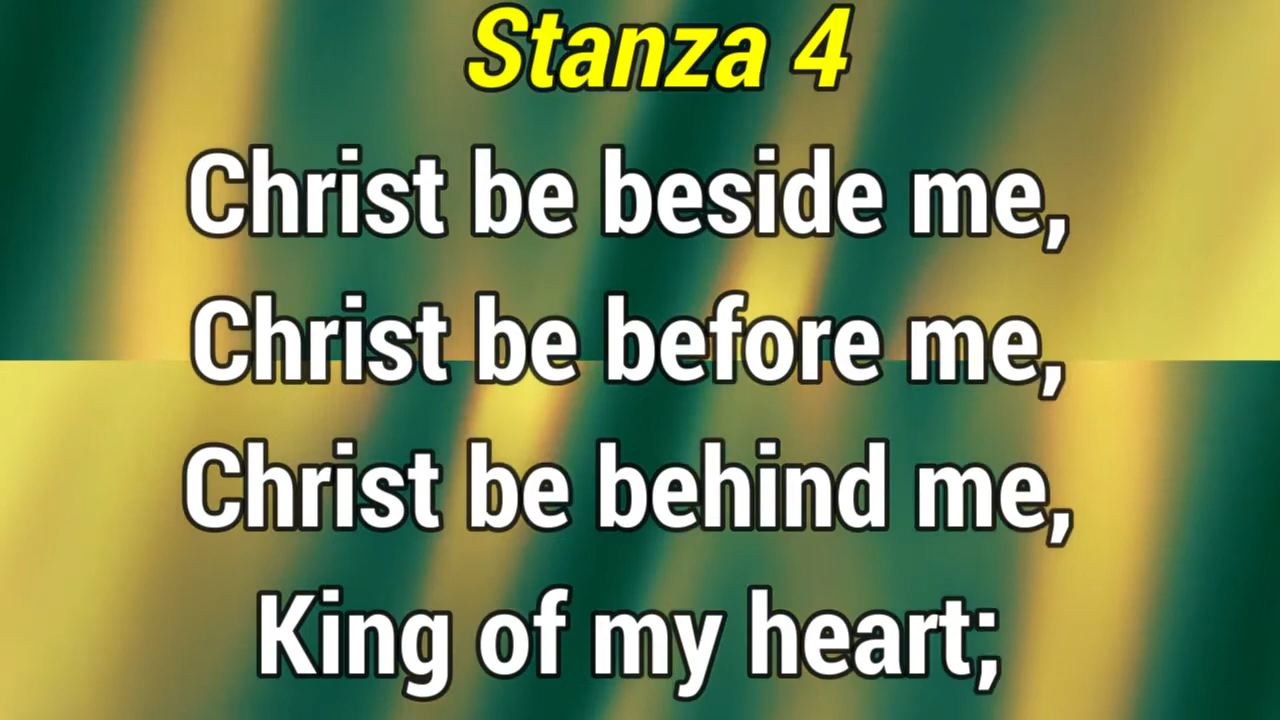 Stanza 4
Christ be beside me,
Christ be before me,
Christ be behind me,
King of my heart;